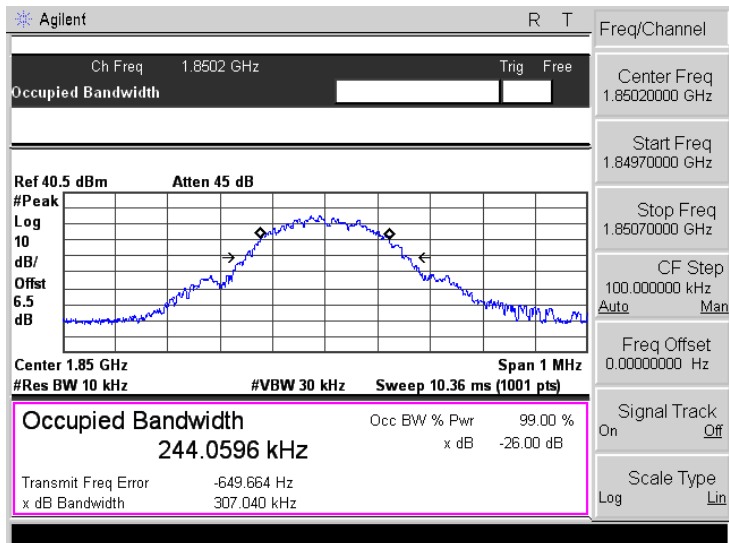 Agilent R T
Ch Freq 1.8502 GHz Trig Free
Occupied Bandwidth
Ref 40.5 dBm Atten 45 dB
#Peak
Log
10
dB/
Offst
6.5
dB
Center 1.85 GHz Span 1 MHz
#Res BW 10 kHz #VBW 30 kHz Sweep 10.36 ms (1001 pts)
Occupied Bandwidth
244.0596 kHz
Occ BW % Pwr 99.00 %
x dB -26.00 dB
Transmit Freq Error -649.664 Hz
x dB Bandwidth 307.040 kHz
Freq/Channel
Center Freq
1.85020000 GHz
Start Freq
1.84970000 GHz
Stop Freq
1.85070000 GHz
CF Step
100.000000 kHz
Auto Man
Freq Offset
0.00000000 Hz
Signal Track
On Off
Scale Type
Log Lin